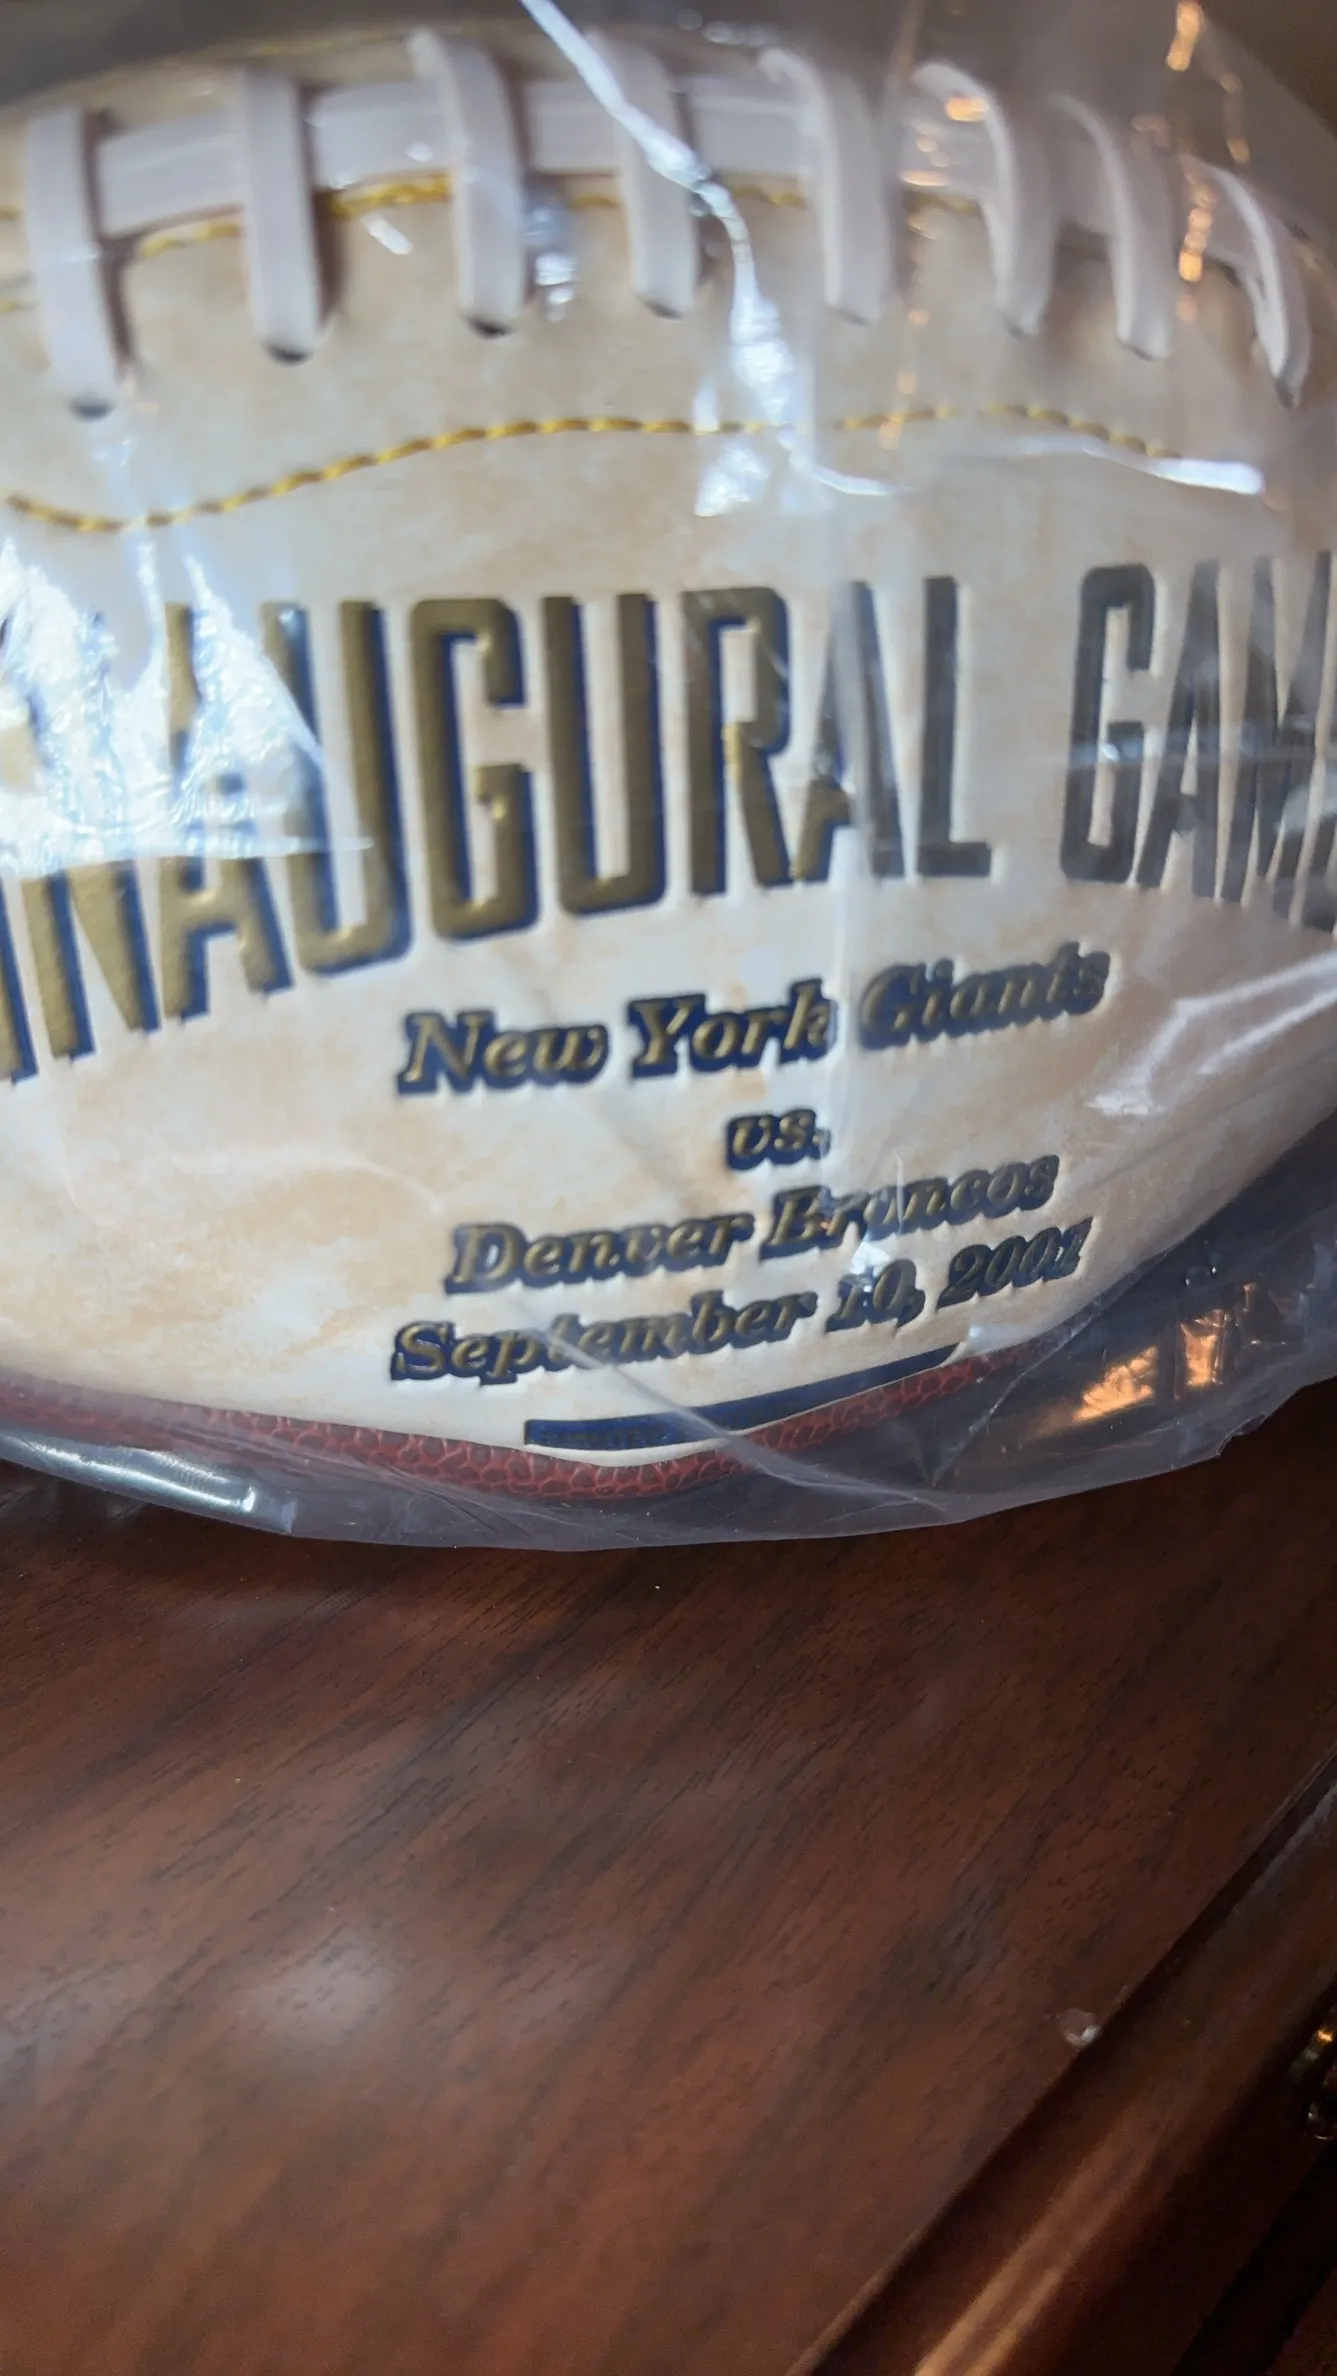 INAUGURAL GAM
New York Giants
vs.
Denver Broncos
September 10, 2001